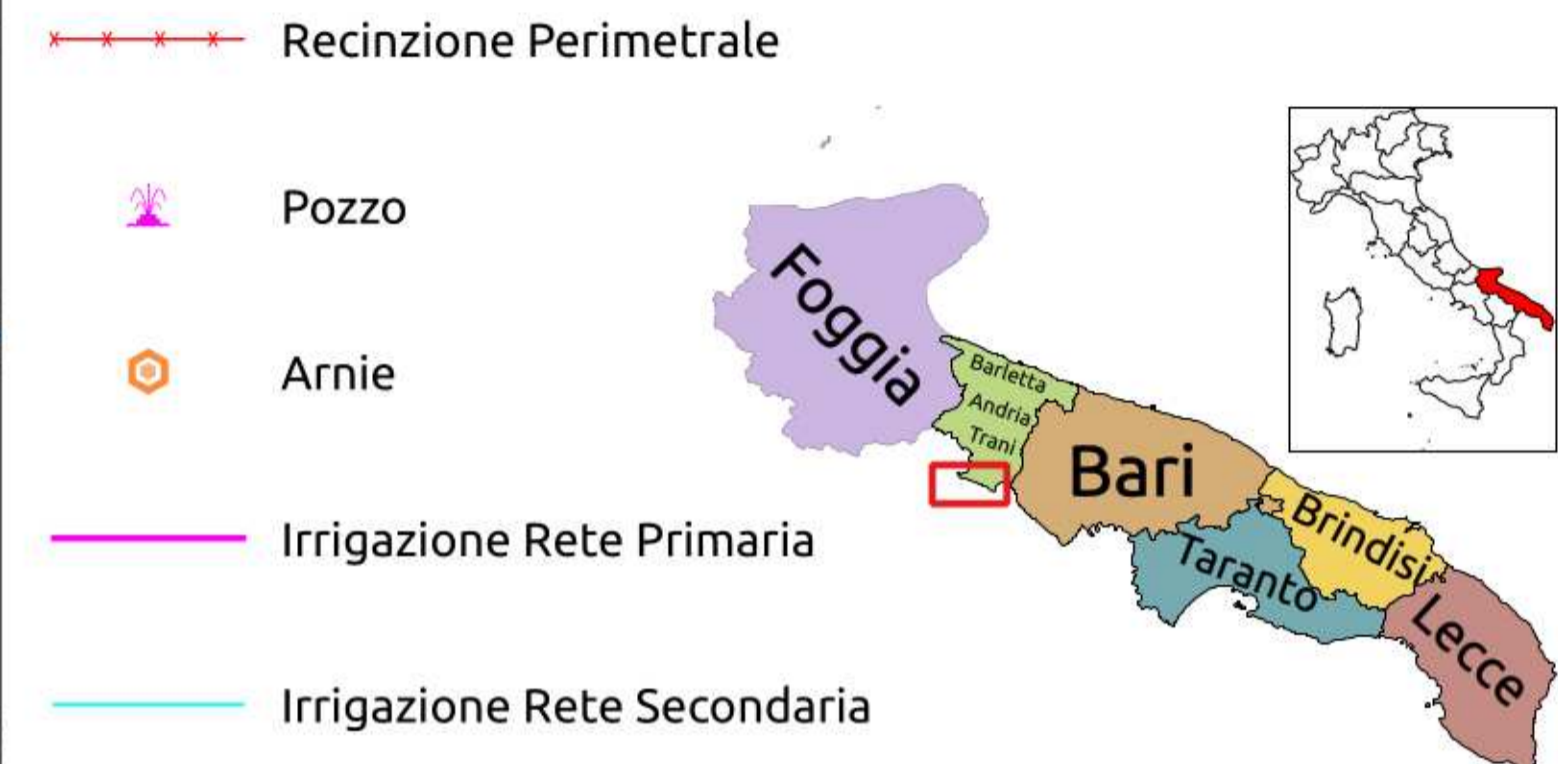 Recinzione Perimetrale
Pozzo
Arnie
Irrigazione Rete Primaria
Irrigazione Rete Secondaria
Foggia
Barletta
Andria
Trani
Bari
Brindisi
Taranto
Lecce